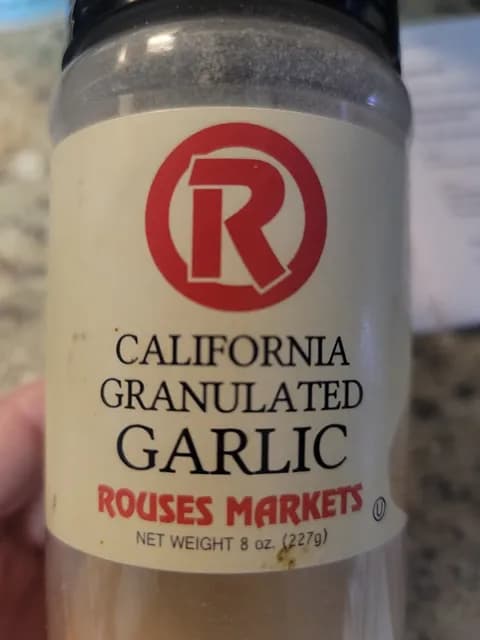 R
CALIFORNIA
GRANULATED
GARLIC
ROUSES MARKETS
U
NET WEIGHT 8 oz. (227g)